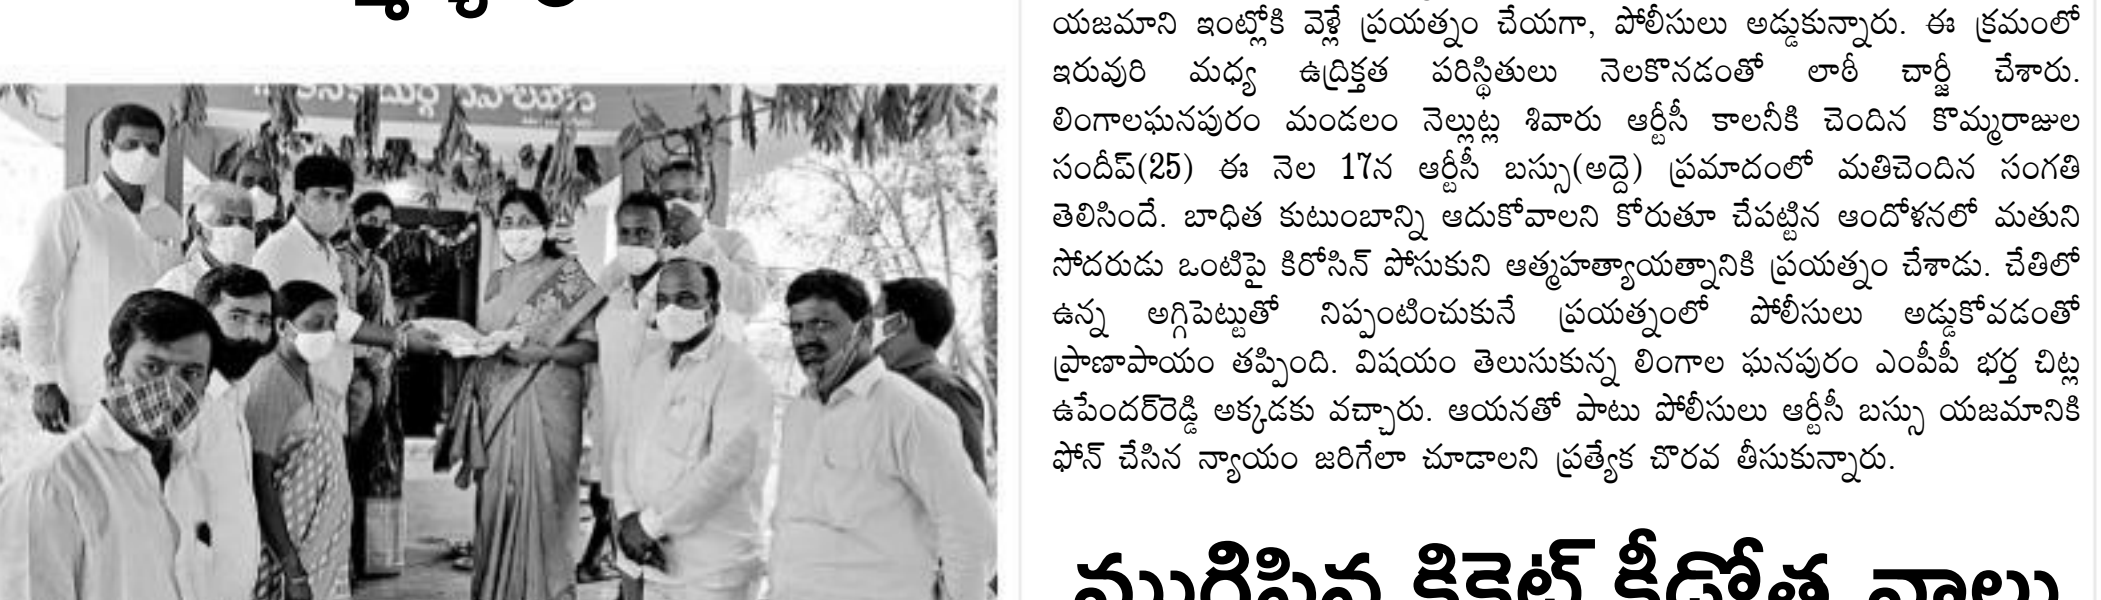 యజమాని ఇంట్లోకి వెళ్లే ప్రయత్నం చేయగా, పోలీసులు అడ్డుకున్నారు. ఈ క్రమంలో
ఇరువురి మధ్య ఉద్రిక్తత పరిస్థితులు నెలకొనడంతో లాఠీ చార్జీ చేశారు.
లింగాలఘనపురం మండలం నెల్లుట్ల శివారు ఆర్టీసీ కాలనీకి చెందిన కొమ్మరాజుల
సందీప్(25) ఈ నెల 17న ఆర్టీసీ బస్సు(అద్దె) ప్రమాదంలో మతిచెందిన సంగతి
తెలిసిందే. బాధిత కుటుంబాన్ని ఆదుకోవాలని కోరుతూ చేపట్టిన ఆందోళనలో మతుని
సోదరుడు ఒంటిపై కిరోసిన్ పోసుకుని ఆత్మహత్యాయత్నానికి ప్రయత్నం చేశాడు. చేతిలో
ఉన్న అగ్గిపెట్టుతో నిప్పంటించుకునే ప్రయత్నంలో పోలీసులు అడ్డుకోవడంతో
ప్రాణాపాయం తప్పింది. విషయం తెలుసుకున్న లింగాల ఘనపురం ఎంపీపీ భర్త చిట్ల
ఉపేందర్‌రెడ్డి అక్కడకు వచ్చారు. ఆయనతో పాటు పోలీసులు ఆర్టీసీ బస్సు యజమానికి
ఫోన్ చేసిన న్యాయం జరిగేలా చూడాలని ప్రత్యేక చొరవ తీసుకున్నారు.